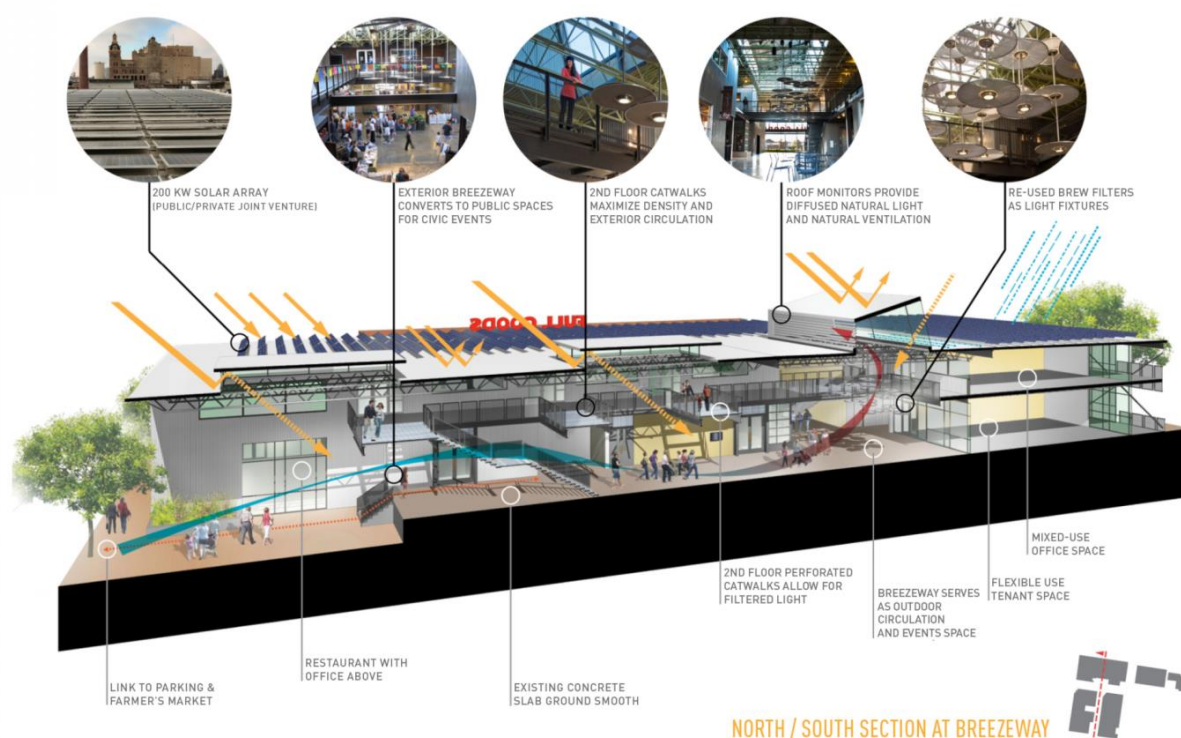 200 KW SOLAR ARRAY
(PUBLIC/PRIVATE JOINT VENTURE)
EXTERIOR BREEZEWAY
CONVERTS TO PUBLIC SPACES
FOR CIVIC EVENTS
2ND FLOOR CATWALKS
MAXIMIZE DENSITY AND
EXTERIOR CIRCULATION
ROOF MONITORS PROVIDE
DIFFUSED NATURAL LIGHT
AND NATURAL VENTILATION
RE-USED BREW FILTERS
AS LIGHT FIXTURES
FULL GOODS
MIXED-USE
OFFICE SPACE
2ND FLOOR PERFORATED
CATWALKS ALLOW FOR
FILTERED LIGHT
BREEZEWAY SERVES
AS OUTDOOR
CIRCULATION
AND EVENTS SPACE
FLEXIBLE USE
TENANT SPACE
RESTAURANT WITH
OFFICE ABOVE
LINK TO PARKING &
FARMER'S MARKET
EXISTING CONCRETE
SLAB GROUND SMOOTH
NORTH / SOUTH SECTION AT BREEZEWAY